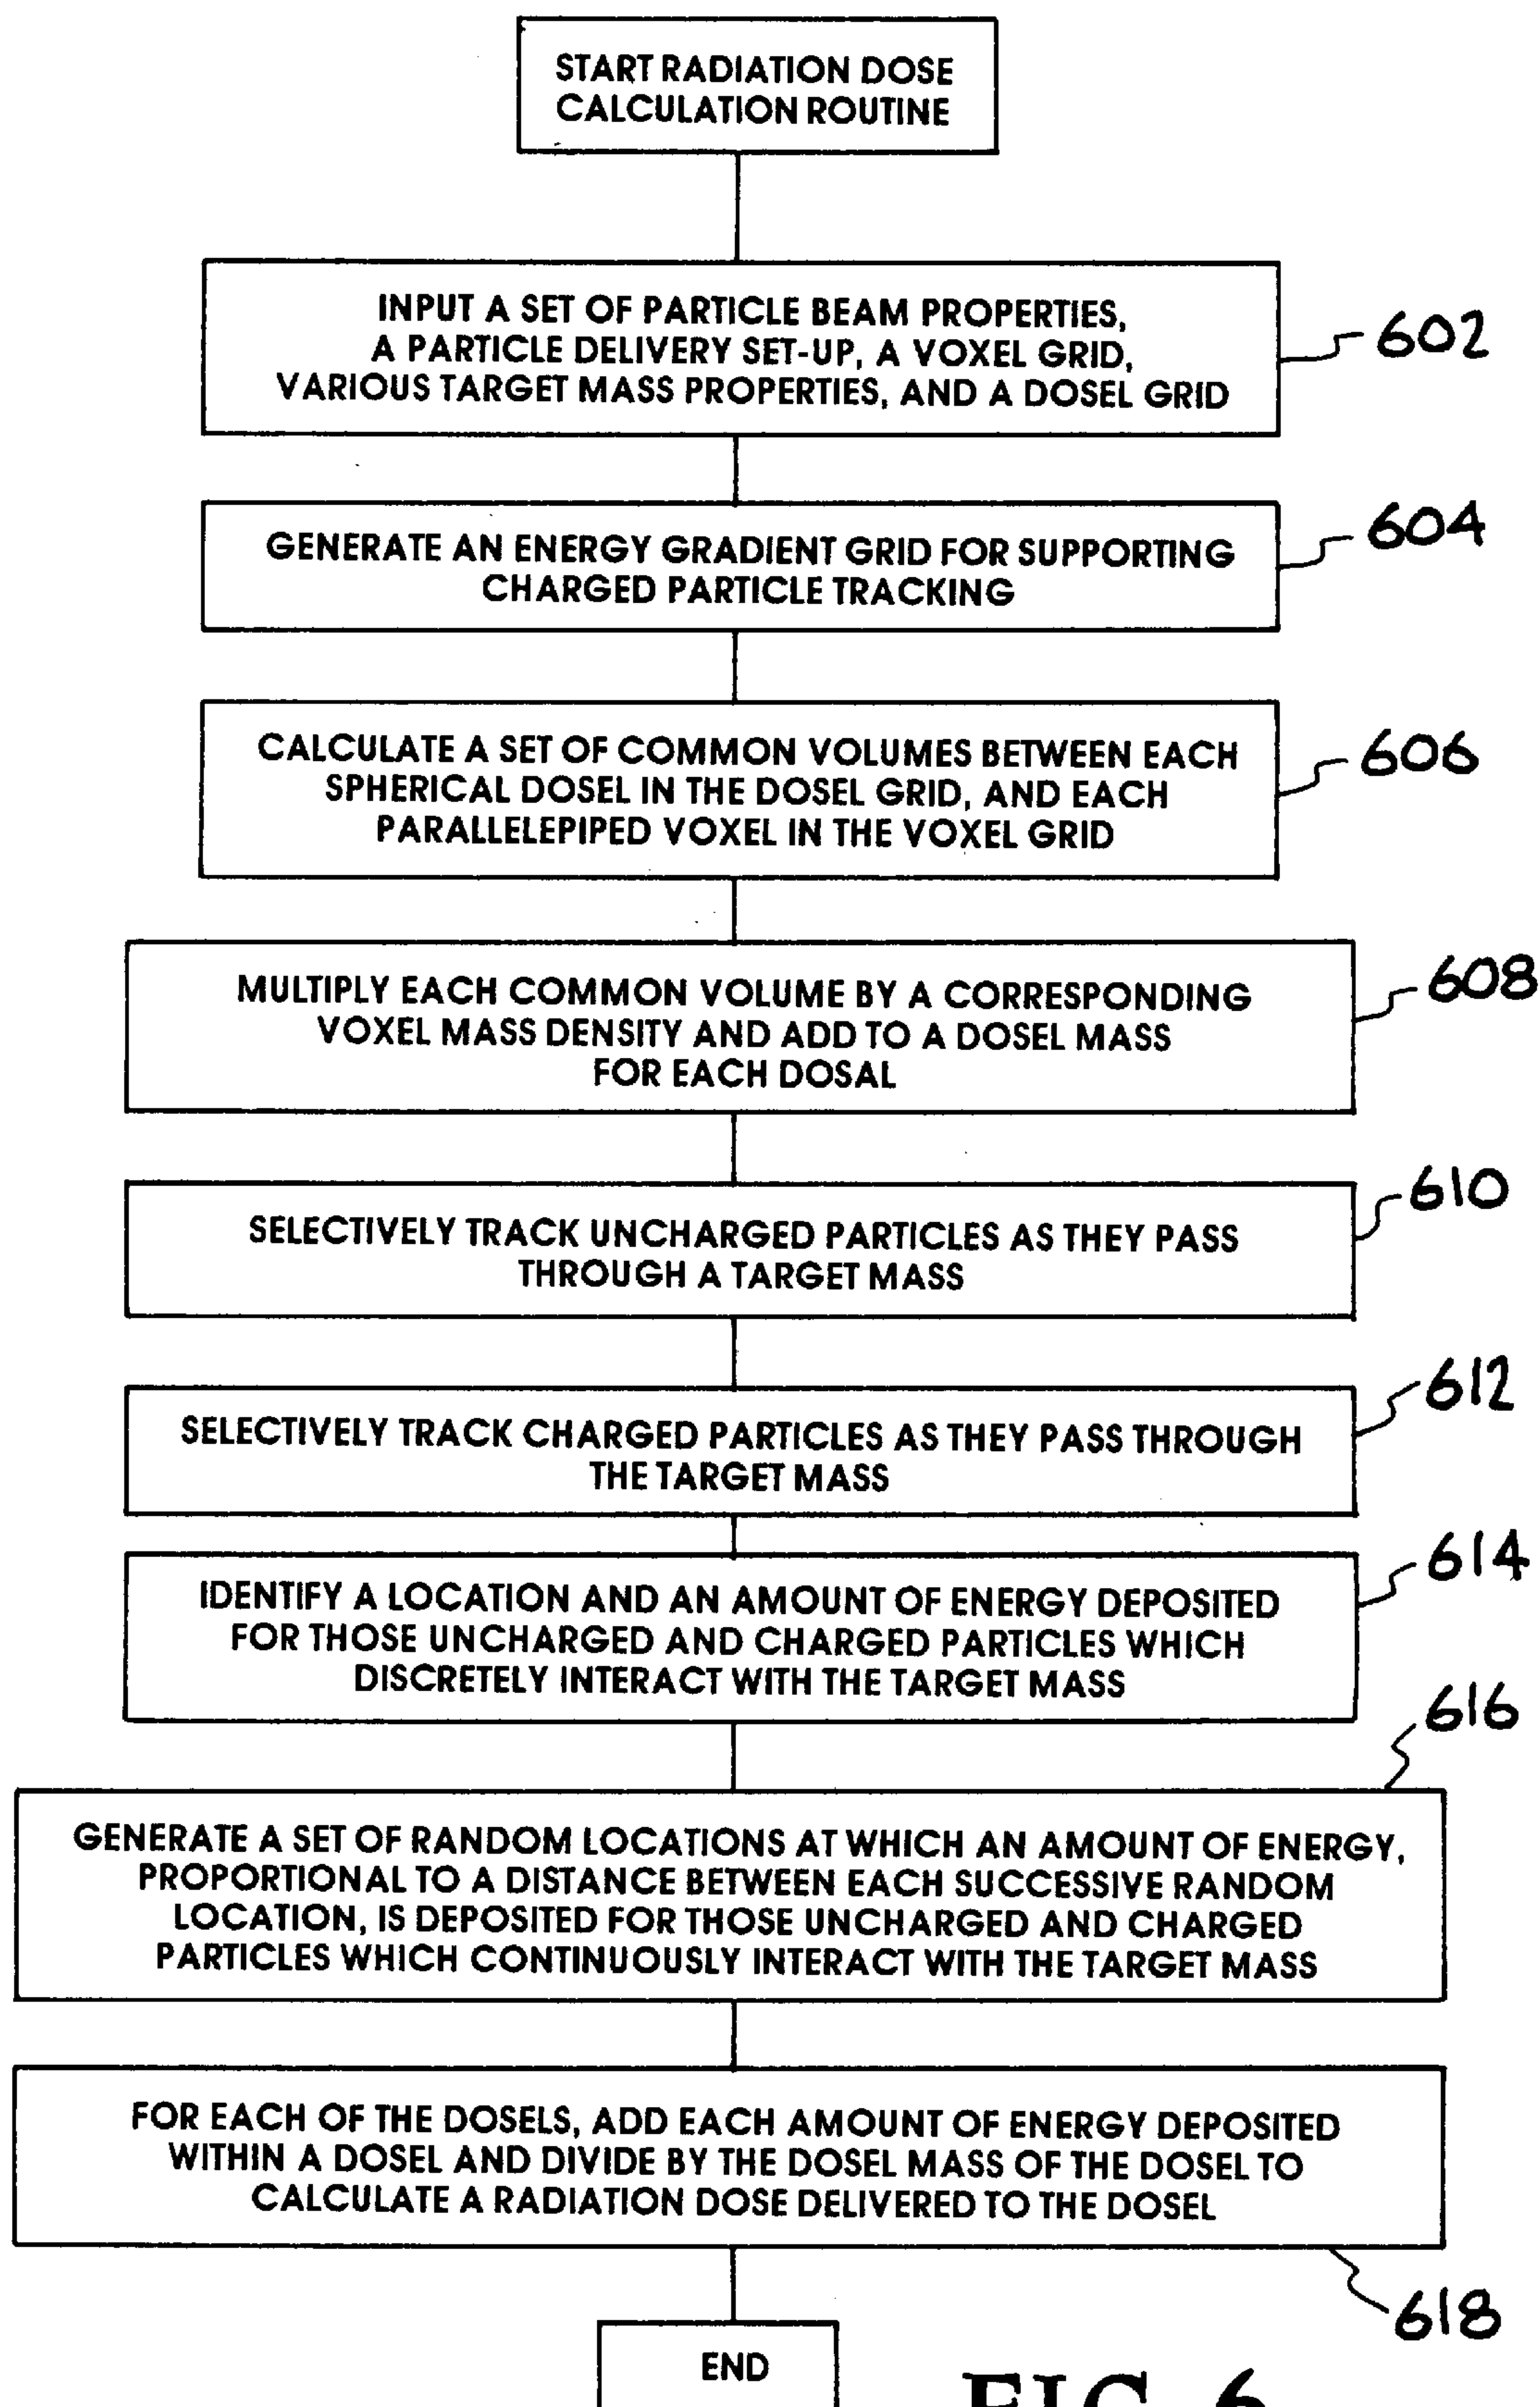 START RADIATION DOSE
CALCULATION ROUTINE
INPUT A SET OF PARTICLE BEAM PROPERTIES,
A PARTICLE DELIVERY SET-UP, A VOXEL GRID,
VARIOUS TARGET MASS PROPERTIES, AND A DOSEL GRID
602
GENERATE AN ENERGY GRADIENT GRID FOR SUPPORTING
CHARGED PARTICLE TRACKING
604
CALCULATE A SET OF COMMON VOLUMES BETWEEN EACH
SPHERICAL DOSEL IN THE DOSEL GRID, AND EACH
PARALLELEPIPED VOXEL IN THE VOXEL GRID
606
MULTIPLY EACH COMMON VOLUME BY A CORRESPONDING
VOXEL MASS DENSITY AND ADD TO A DOSEL MASS
FOR EACH DOSAL
608
SELECTIVELY TRACK UNCHARGED PARTICLES AS THEY PASS
THROUGH A TARGET MASS
610
SELECTIVELY TRACK CHARGED PARTICLES AS THEY PASS THROUGH
THE TARGET MASS
612
IDENTIFY A LOCATION AND AN AMOUNT OF ENERGY DEPOSITED
FOR THOSE UNCHARGED AND CHARGED PARTICLES WHICH
DISCRETELY INTERACT WITH THE TARGET MASS
614
GENERATE A SET OF RANDOM LOCATIONS AT WHICH AN AMOUNT OF ENERGY,
PROPORTIONAL TO A DISTANCE BETWEEN EACH SUCCESSIVE RANDOM
LOCATION, IS DEPOSITED FOR THOSE UNCHARGED AND CHARGED
PARTICLES WHICH CONTINUOUSLY INTERACT WITH THE TARGET MASS
616
FOR EACH OF THE DOSELS, ADD EACH AMOUNT OF ENERGY DEPOSITED
WITHIN A DOSEL AND DIVIDE BY THE DOSEL MASS OF THE DOSEL TO
CALCULATE A RADIATION DOSE DELIVERED TO THE DOSEL
618
END
FIG. 6